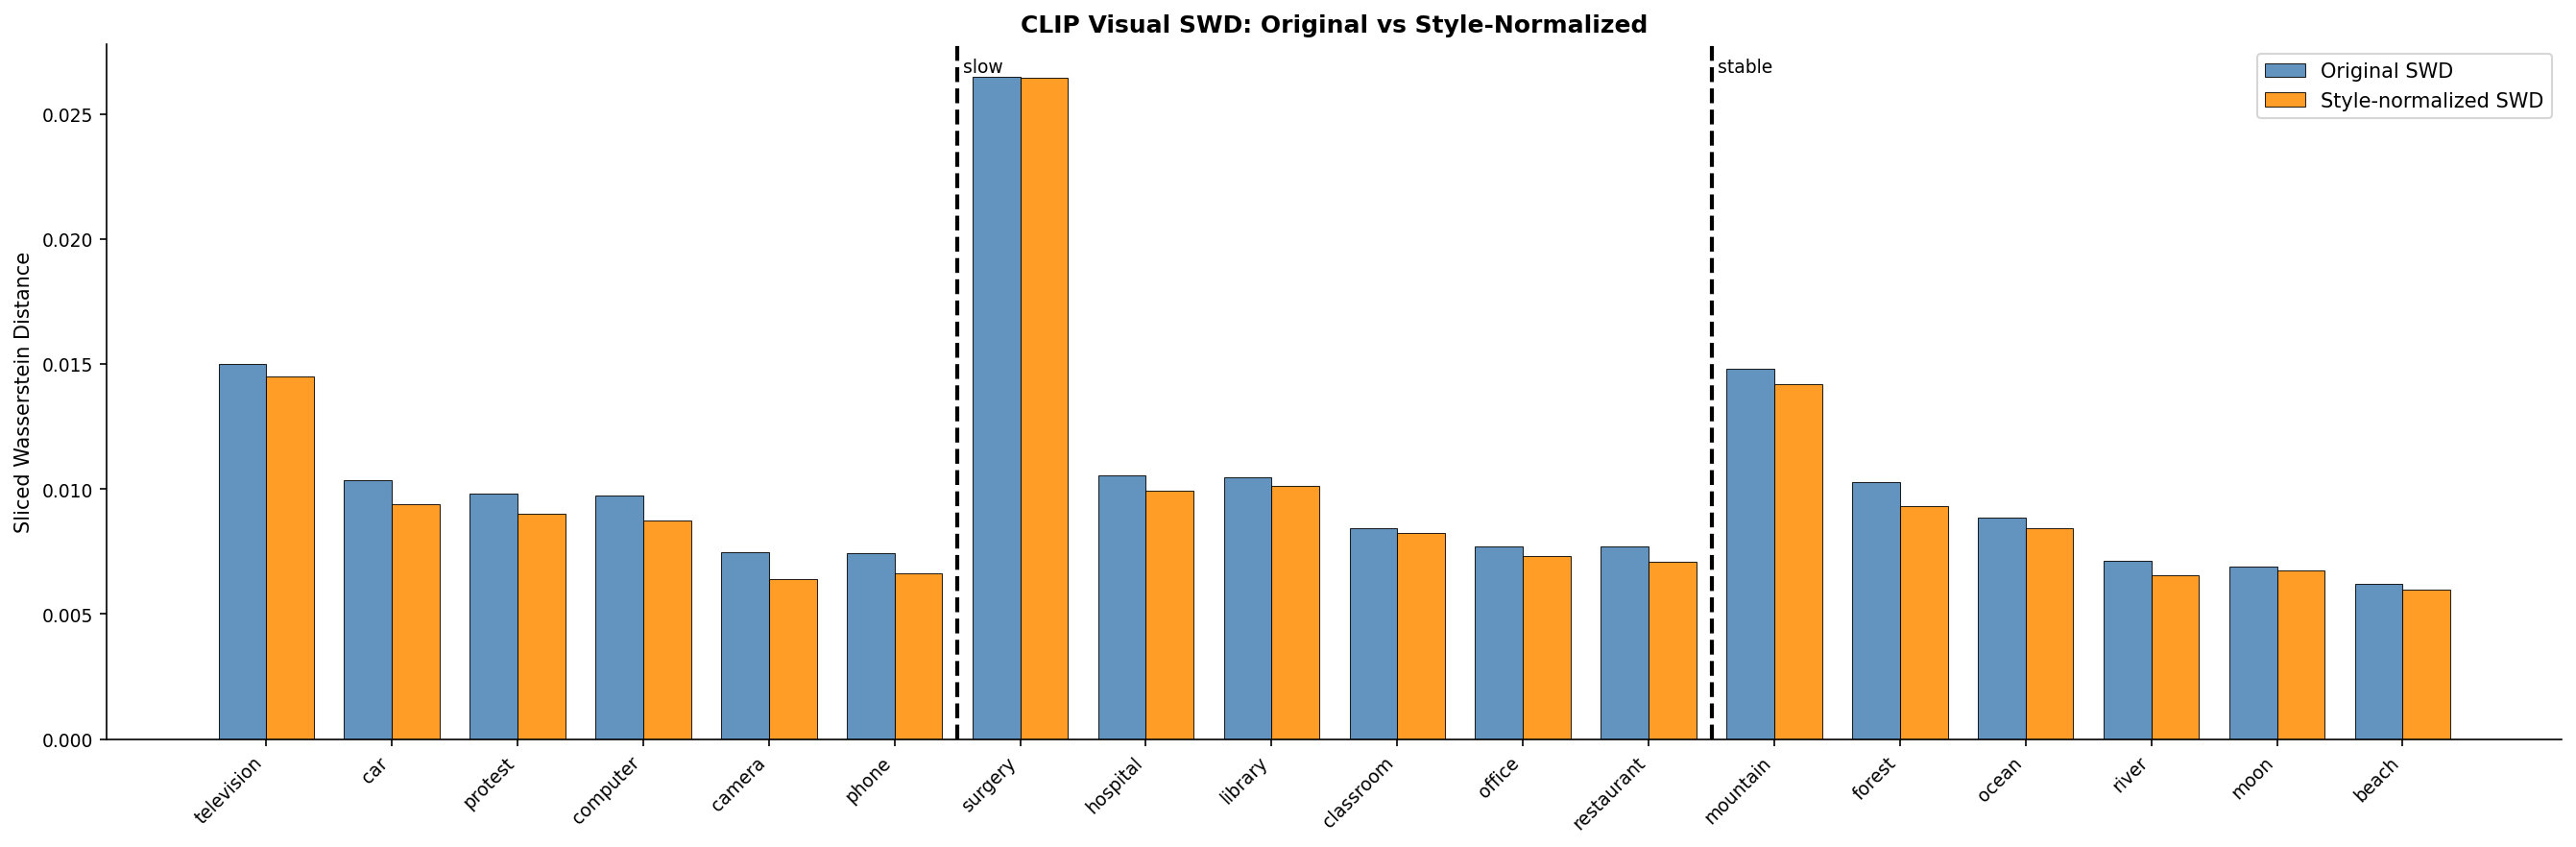 CLIP Visual SWD: Original vs Style-Normalized
slow
stable
Original SWD
Style-normalized SWD
Sliced Wasserstein Distance
0.025
0.020
0.015
0.010
0.005
0.000
television
car
protest
computer
camera
phone
surgery
hospital
library
classroom
office
restaurant
mountain
forest
ocean
river
moon
beach